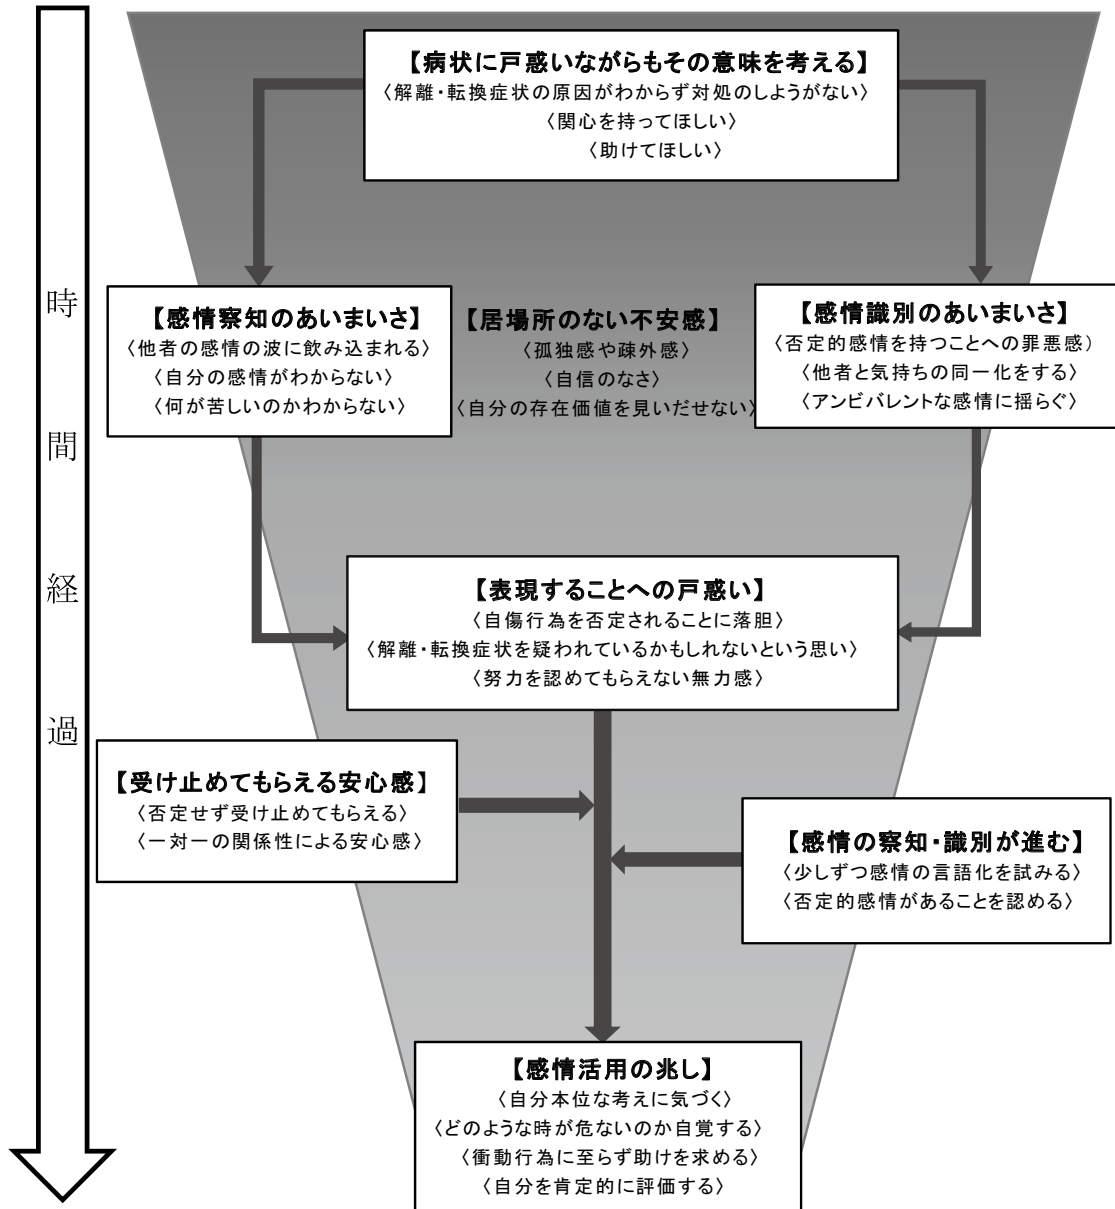 【病状に戸惑いながらもその意味を考える】
〈解離・転換症状の原因がわからず対処のしようがない〉
〈関心を持ってほしい〉
〈助けてほしい〉
時間経過
【感情察知のあいまいさ】
〈他者の感情の波に飲み込まれる〉
〈自分の感情がわからない〉
〈何が苦しいのかわからない〉
【居場所のない不安感】
〈孤独感や疎外感〉
〈自信のなさ〉
〈自分の存在価値を見いだせない〉
【感情識別のあいまいさ】
〈否定的感情を持つことへの罪悪感）
〈他者と気持ちの同一化をする〉
〈アンビバレントな感情に揺らぐ〉
【表現することへの戸惑い】
〈自傷行為を否定されることに落胆〉
〈解離・転換症状を疑われているかもしれないという思い〉
〈努力を認めてもらえない無力感〉
【受け止めてもらえる安心感】
〈否定せず受け止めてもらえる〉
〈一対一の関係性による安心感〉
【感情の察知・識別が進む】
〈少しずつ感情の言語化を試みる〉
〈否定的感情があることを認める〉
【感情活用の兆し】
〈自分本位な考えに気づく〉
〈どのような時が危ないのか自覚する〉
〈衝動行為に至らず助けを求める〉
〈自分を肯定的に評価する〉